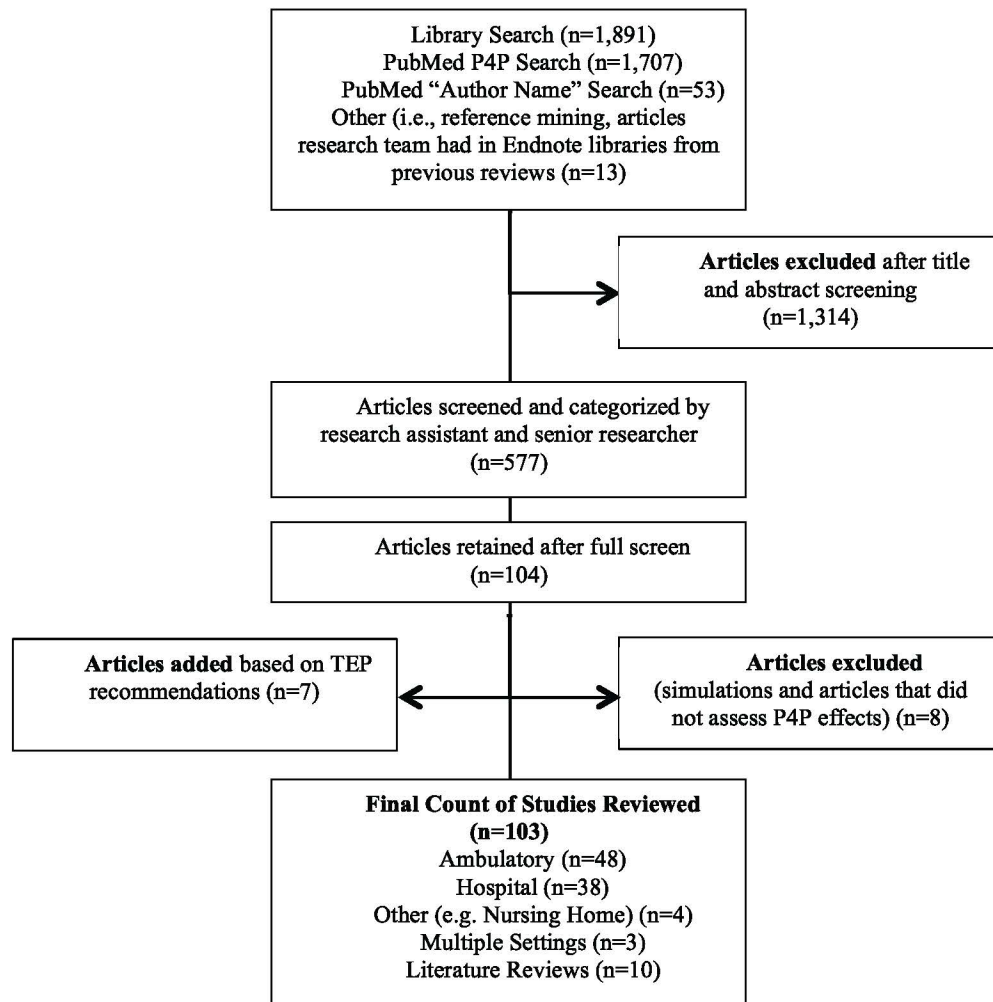 Library Search (n=1,891)
PubMed P4P Search (n=1,707)
PubMed “Author Name” Search (n=53)
Other (i.e., reference mining, articles
research team had in Endnote libraries from
previous reviews (n=13)
Articles excluded after title
and abstract screening
(n=1,314)
Articles screened and categorized by
research assistant and senior researcher
(n=577)
Articles retained after full screen
(n=104)
Articles added based on TEP
recommendations (n=7)
Articles excluded
(simulations and articles that did
not assess P4P effects) (n=8)
Final Count of Studies Reviewed
(n=103)
Ambulatory (n=48)
Hospital (n=38)
Other (e.g. Nursing Home) (n=4)
Multiple Settings (n=3)
Literature Reviews (n=10)